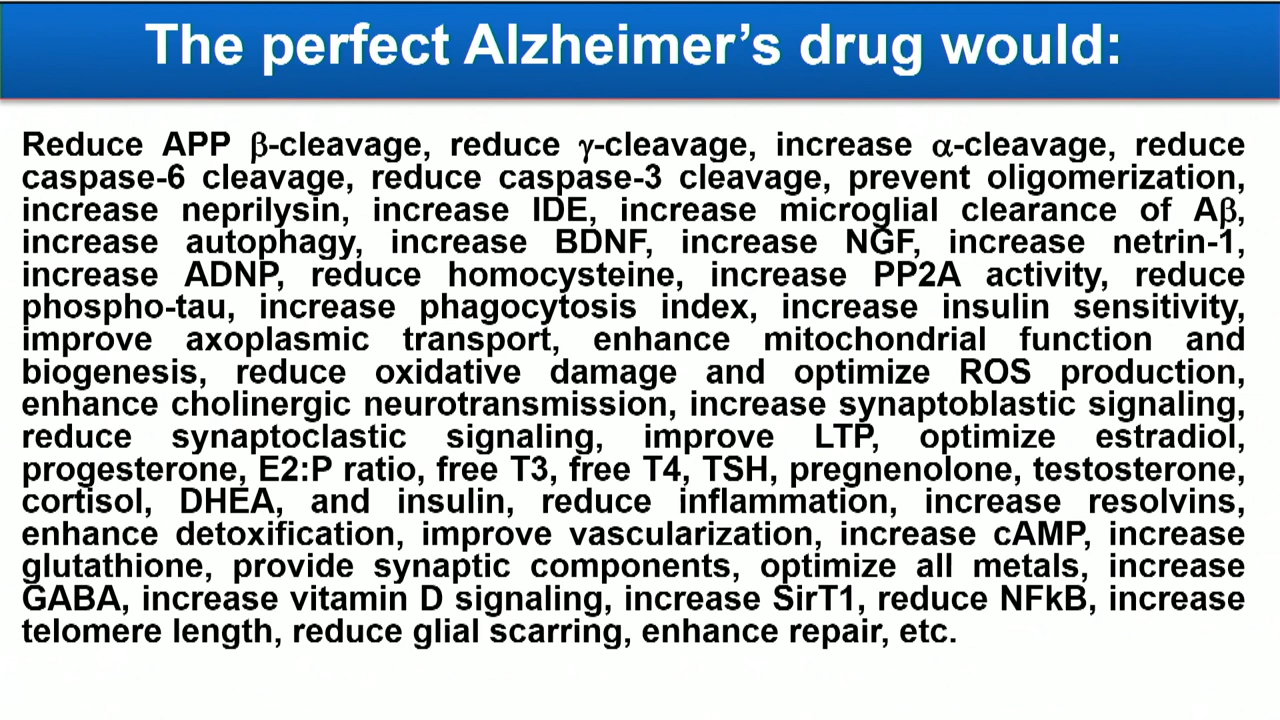 The perfect Alzheimer’s drug would:
Reduce APP β-cleavage, reduce γ-cleavage, increase α-cleavage, reduce
caspase-6 cleavage, reduce caspase-3 cleavage, prevent oligomerization,
increase neprilysin, increase IDE, increase microglial clearance of Aβ,
increase autophagy, increase BDNF, increase NGF, increase netrin-1,
increase ADNP, reduce homocysteine, increase PP2A activity, reduce
phospho-tau, increase phagocytosis index, increase insulin sensitivity,
improve axoplasmic transport, enhance mitochondrial function and
biogenesis, reduce oxidative damage and optimize ROS production,
enhance cholinergic neurotransmission, increase synaptoblastic signaling,
reduce synaptoclastic signaling, improve LTP, optimize estradiol,
progesterone, E2:P ratio, free T3, free T4, TSH, pregnenolone, testosterone,
cortisol, DHEA, and insulin, reduce inflammation, increase resolvins,
enhance detoxification, improve vascularization, increase cAMP, increase
glutathione, provide synaptic components, optimize all metals, increase
GABA, increase vitamin D signaling, increase SirT1, reduce NFkB, increase
telomere length, reduce glial scarring, enhance repair, etc.